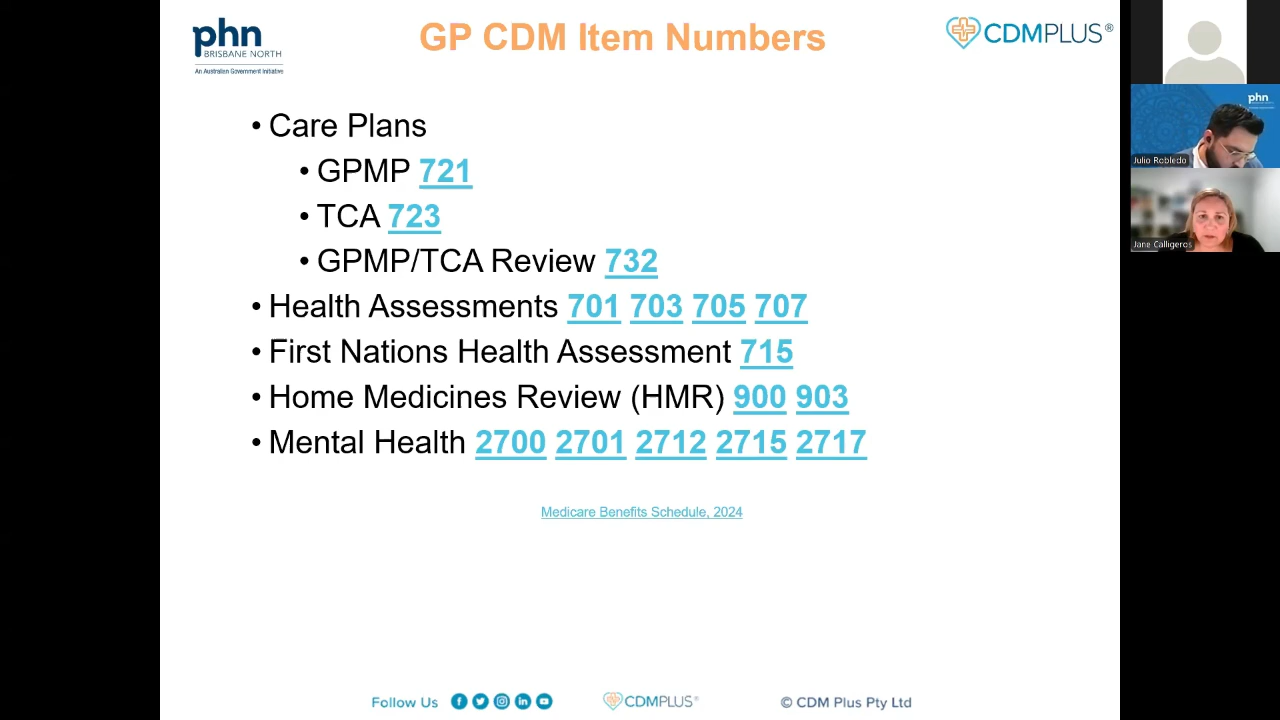 phn
BRISBANE NORTH
An Australian Government Initiative
GP CDM Item Numbers
CDMPLUS®
• Care Plans
• GPMP 721
• TCA 723
• GPMP/TCA Review 732
• Health Assessments 701 703 705 707
• First Nations Health Assessment 715
• Home Medicines Review (HMR) 900 903
• Mental Health 2700 2701 2712 2715 2717
Medicare Benefits Schedule, 2024
Follow Us
CDMPLUS®
© CDM Plus Pty Ltd
phn
Julio Robledo
Jane Calligeros